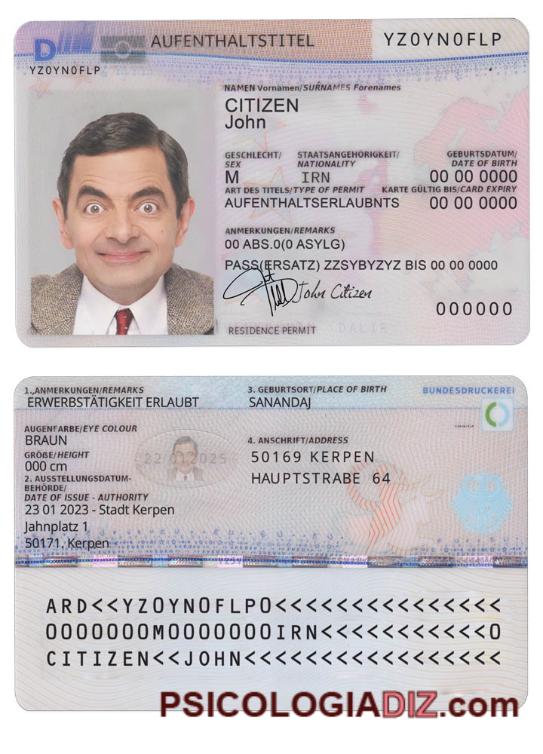 D
AUFENTHALTSTITEL
YZ0YN0FLP
YZ0YN0FLP
NAMEN Vornamen/SURNAMES Forenames
CITIZEN
John
GESCHLECHT/ STAATSANGEHÖRIGKEIT/ GEBURTSDATUM/
SEX NATIONALITY DATE OF BIRTH
M IRN 00 00 0000
ART DES TITELS/TYPE OF PERMIT KARTE GÜLTIG BIS/CARD EXPIRY
AUFENTHALTSERLAUBNTS 00 00 0000
ANMERKUNGEN/REMARKS
00 ABS.0(0 ASYLG)
PASS(ERSATZ) ZZSYBYZYZ BIS 00 00 0000
John Citizen
000000
RESIDENCE PERMIT
1.,ANMERKUNGEN/REMARKS
ERWERBSTÄTIGKEIT ERLAUBT
3. GEBURTSORT/PLACE OF BIRTH
SANANDAJ
BUNDESDRUCKEREI
AUGENFARBE/EYE COLOUR
BRAUN
GRÖBE/HEIGHT
000 cm
22 01 2025
4. ANSCHRIFT/ADDRESS
50169 KERPEN
HAUPTSTRABE 64
2. AUSSTELLUNGSDATUM-
BEHÖRDE/
DATE OF ISSUE - AUTHORITY
23 01 2023 - Stadt Kerpen
Jahnplatz 1
50171, Kerpen
ARD<<YZ0YN0FLP0<<<<<<<<<<<<<<<
0000000M0000000IRN<<<<<<<<<<<0
CITIZEN<<JOHN<<<<<<<<<<<<<<<<<
PSICOLOGIADIZ.com